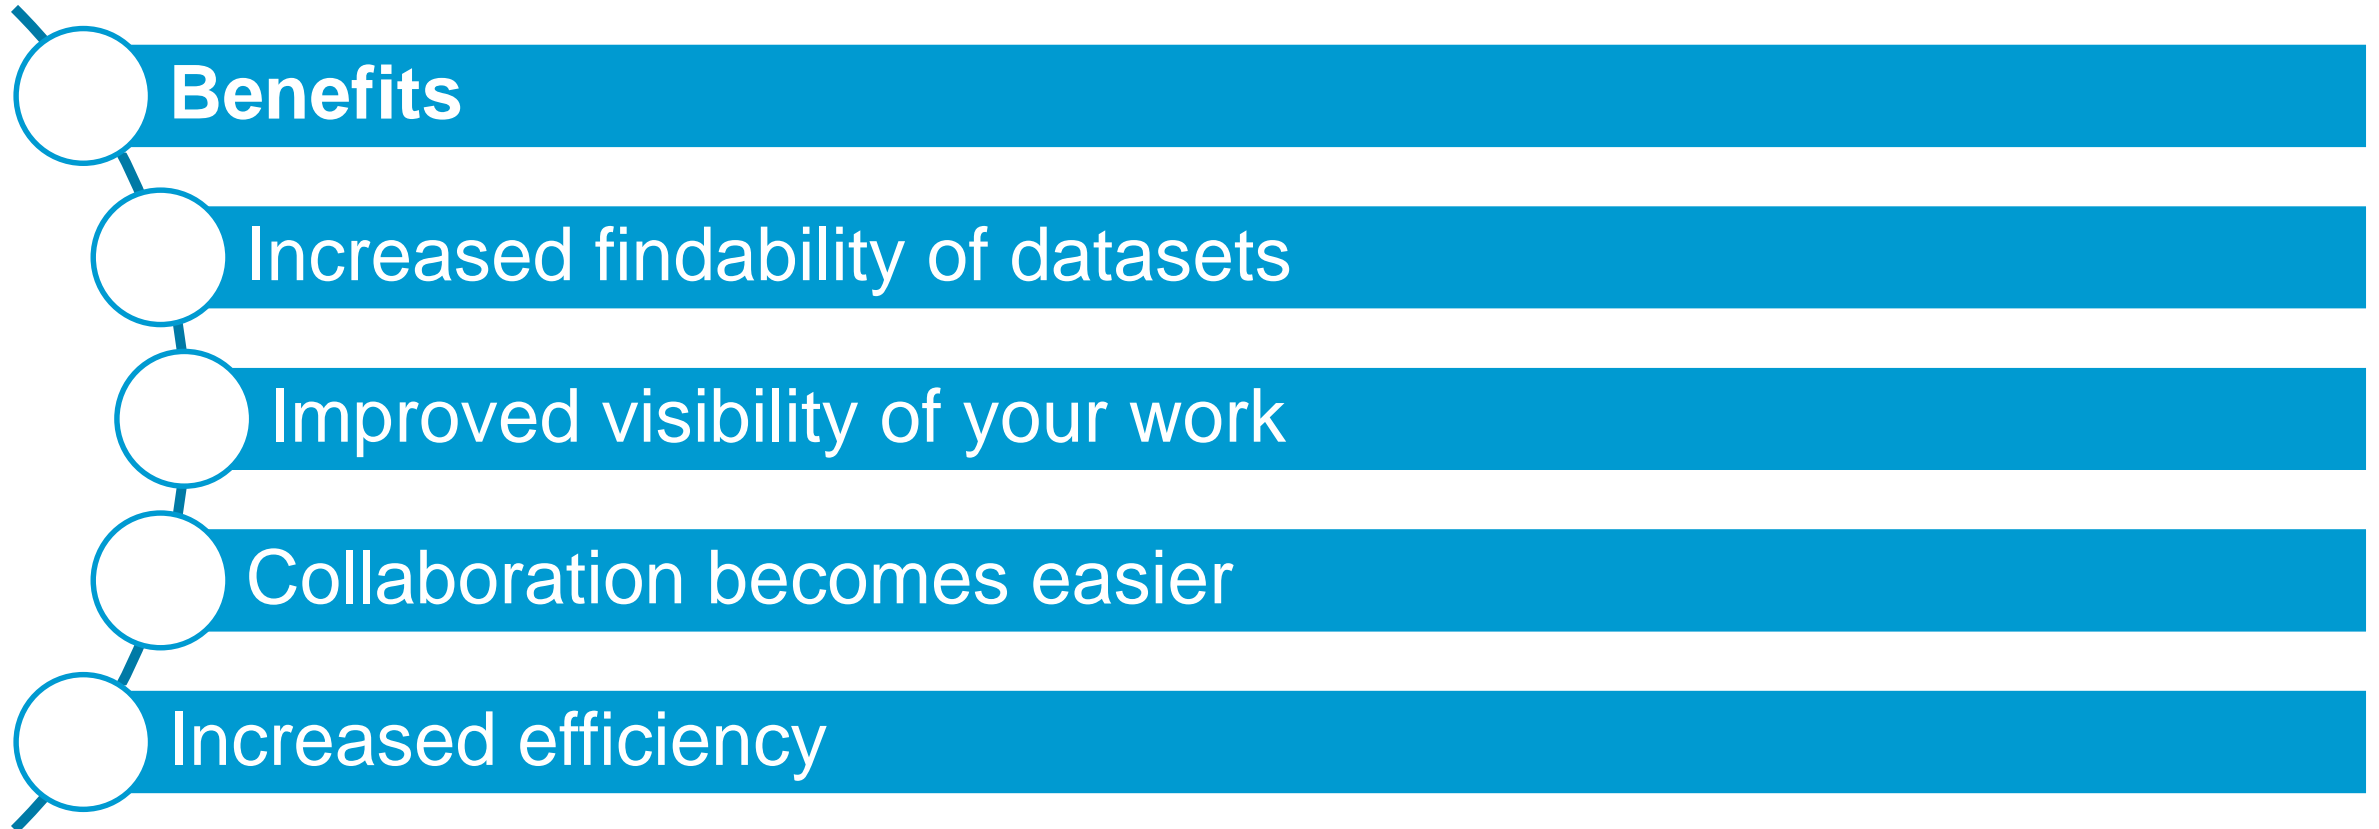 Benefits
Increased findability of datasets
Improved visibility of your work
Collaboration becomes easier
Increased efficiency